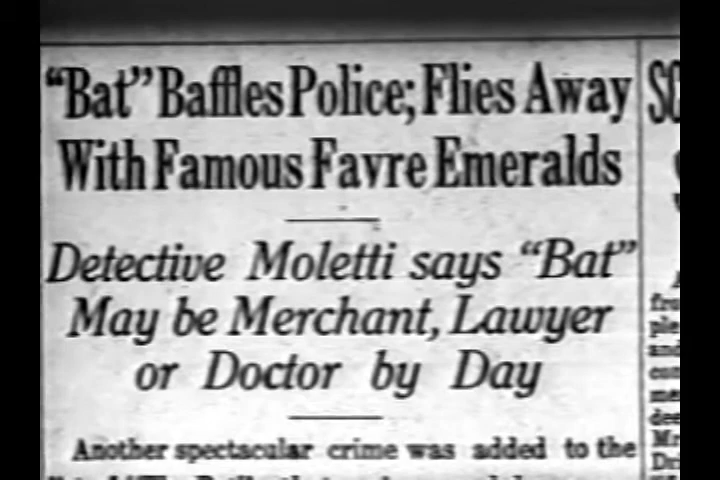 "Bat" Baffles Police; Flies Away
With Famous Favre Emeralds
Detective Moletti says "Bat"
May be Merchant, Lawyer
or Doctor by Day
Another spectacular crime was added to the